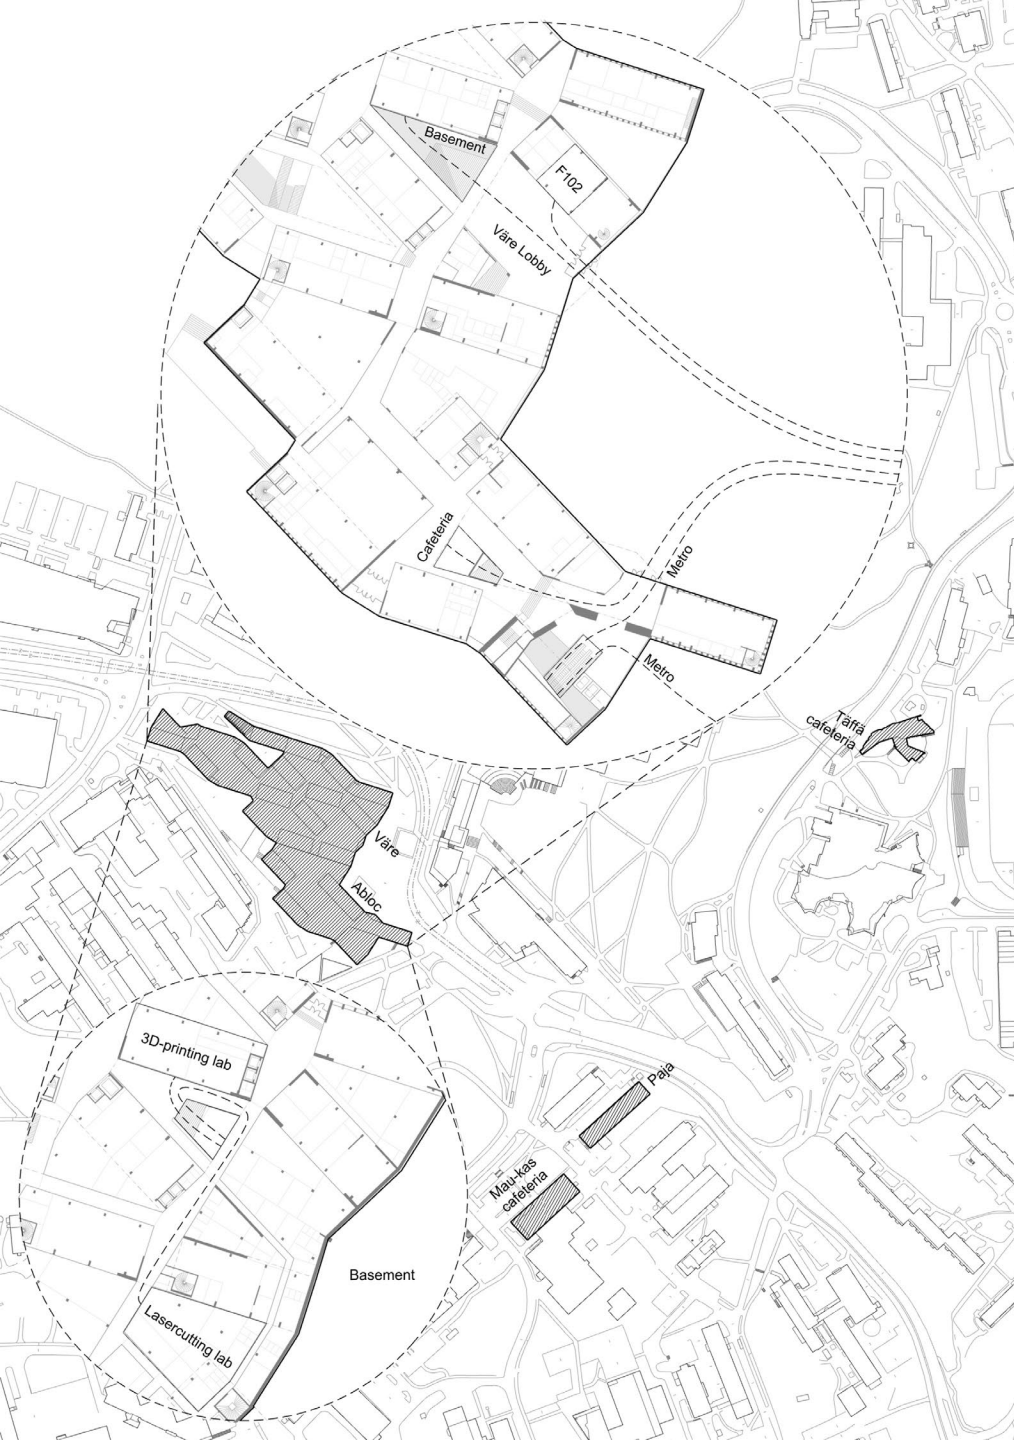 Basement
F102
Väre Lobby
Cafeteria
Metro
Metro
Täffä
cafeteria
Väre
Abloc
3D-printing lab
Paja
Mau-kas
cafeteria
Basement
Lasercutting lab